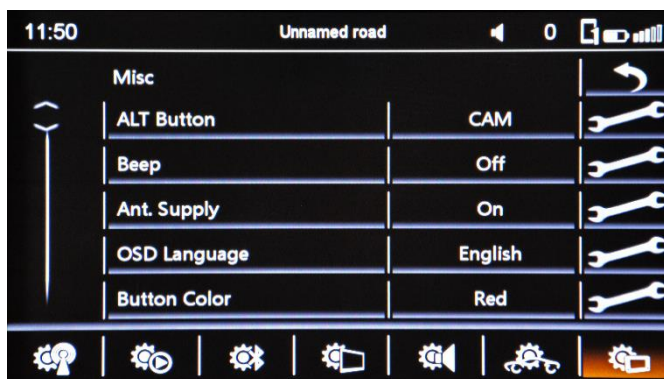 11:50 Unnamed road 0
Misc
ALT Button CAM
Beep Off
Ant. Supply On
OSD Language English
Button Color Red